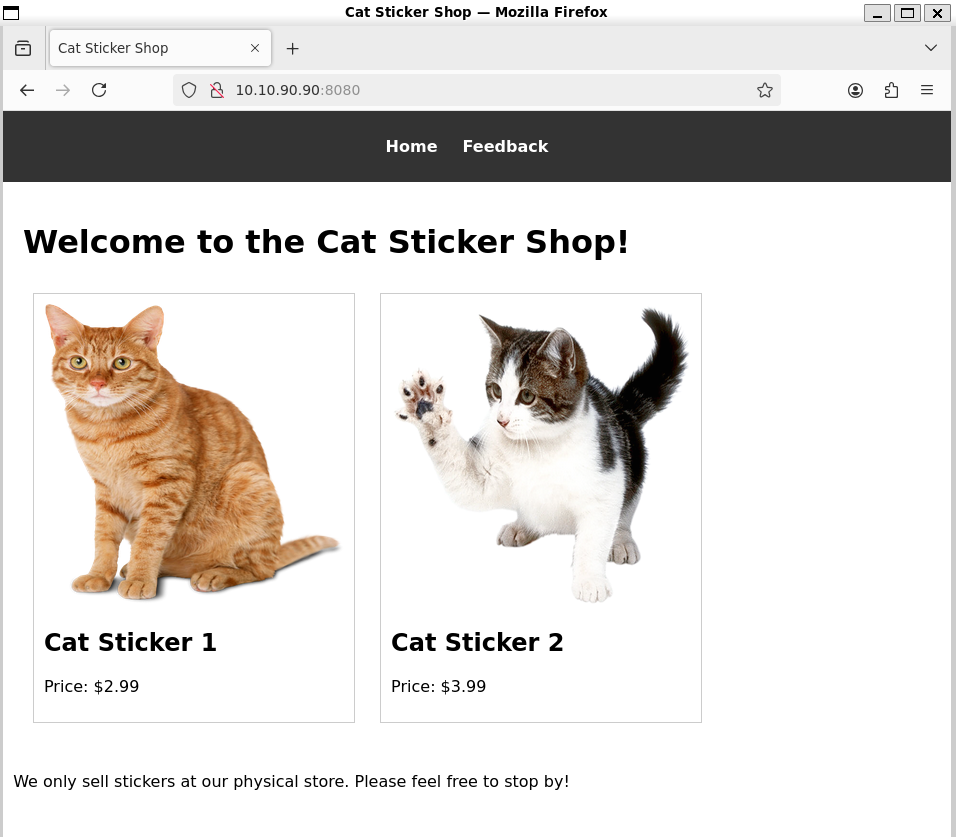 Cat Sticker Shop — Mozilla Firefox
Cat Sticker Shop
10.10.90.90:8080
Home Feedback
Welcome to the Cat Sticker Shop!
Cat Sticker 1
Price: $2.99
Cat Sticker 2
Price: $3.99
We only sell stickers at our physical store. Please feel free to stop by!